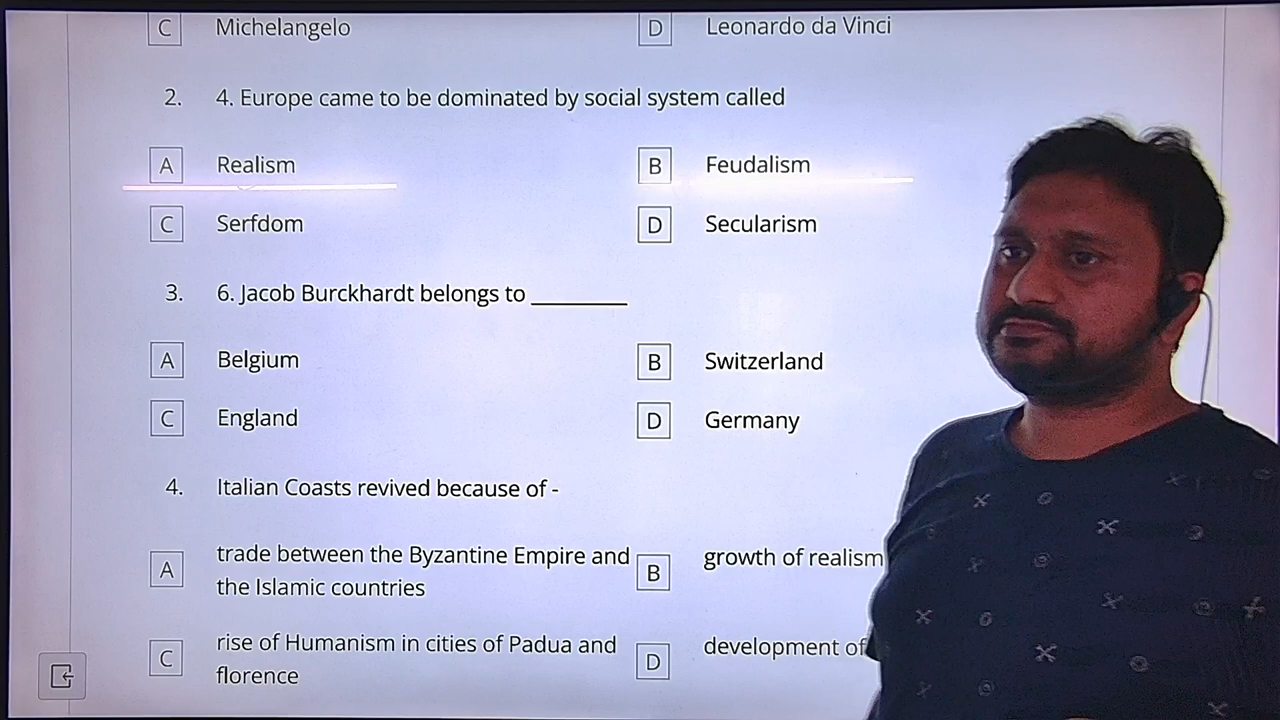 C Michelangelo D Leonardo da Vinci
2. 4. Europe came to be dominated by social system called
A Realism B Feudalism
C Serfdom D Secularism
3. 6. Jacob Burckhardt belongs to ________
A Belgium B Switzerland
C England D Germany
4. Italian Coasts revived because of -
A trade between the Byzantine Empire and
the Islamic countries
B growth of realism
C rise of Humanism in cities of Padua and
florence
D development of